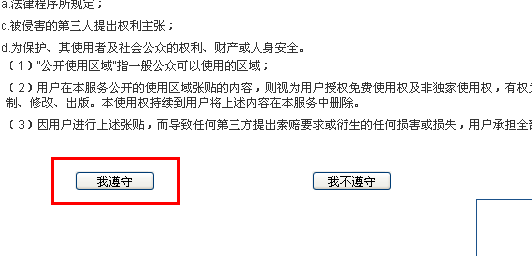 a.法律程序所规定；
c.被侵害的第三人提出权利主张；
d.为保护、其使用者及社会公众的权利、财产或人身安全。
（1）"公开使用区域"指一般公众可以使用的区域；
（2）用户在本服务公开的使用区域张贴的内容，则视为用户授权免费使用权及非独家使用权，有权
制、修改、出版。本使用权持续到用户将上述内容在本服务中删除。
（3）因用户进行上述张贴，而导致任何第三方提出索赔要求或衍生的任何损害或损失，用户承担全
我遵守 我不遵守